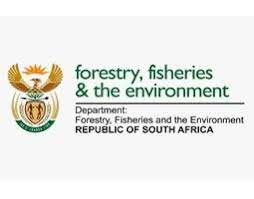 forestry, fisheries
& the environment
Department:
Forestry, Fisheries and the Environment
REPUBLIC OF SOUTH AFRICA